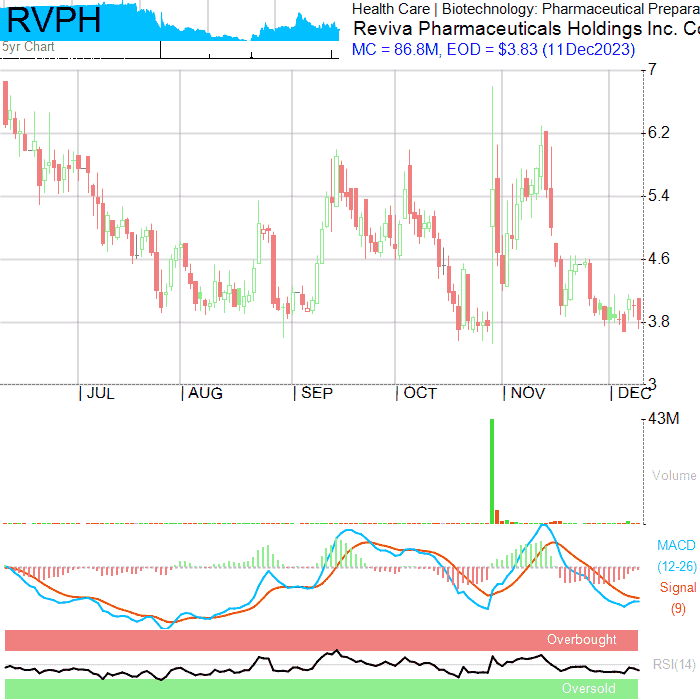 RVPH
5yr Chart
Health Care | Biotechnology: Pharmaceutical Prepara
Reviva Pharmaceuticals Holdings Inc. Co
MC = 86.8M, EOD = $3.83 (11Dec2023)
7
6.2
5.4
4.6
3.8
3
| JUL | AUG | SEP | OCT | NOV | DEC
43M
Volume
MACD
(12-26)
Signal
(9)
Overbought
RSI(14)
Oversold